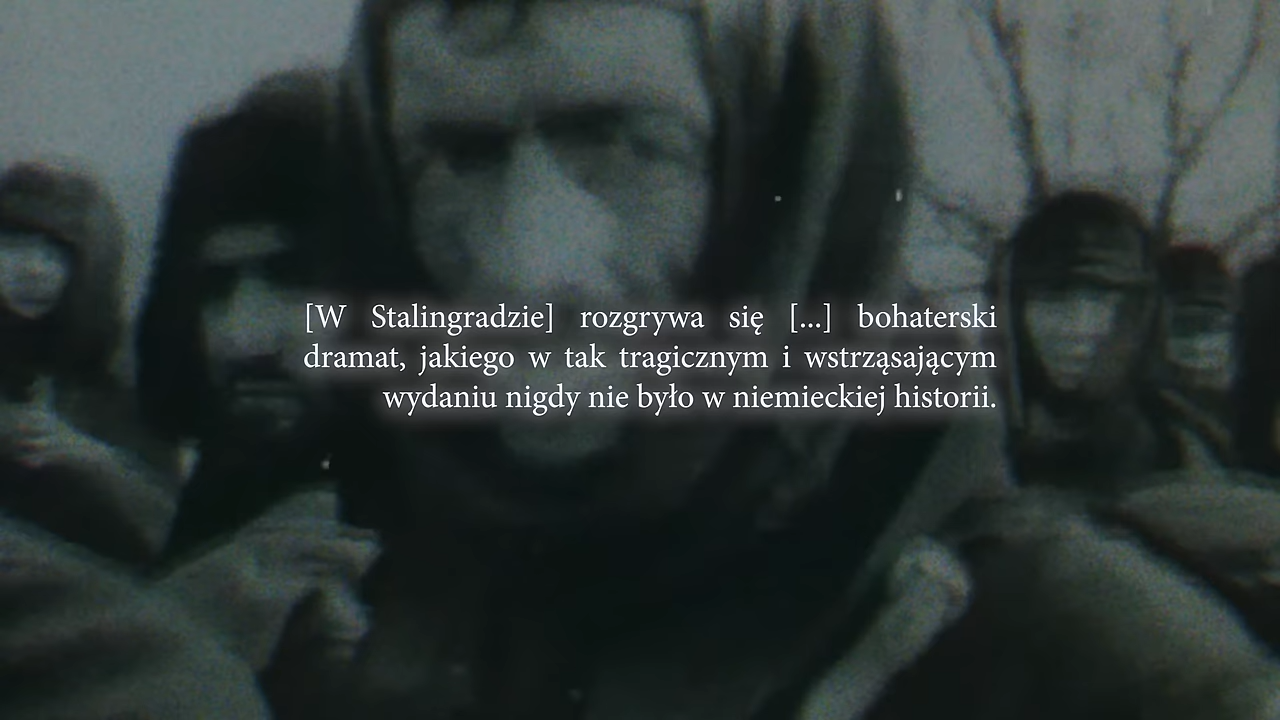 [W Stalingradzie] rozgrywa się [...] bohaterski
dramat, jakiego w tak tragicznym i wstrząsającym
wydaniu nigdy nie było w niemieckiej historii.